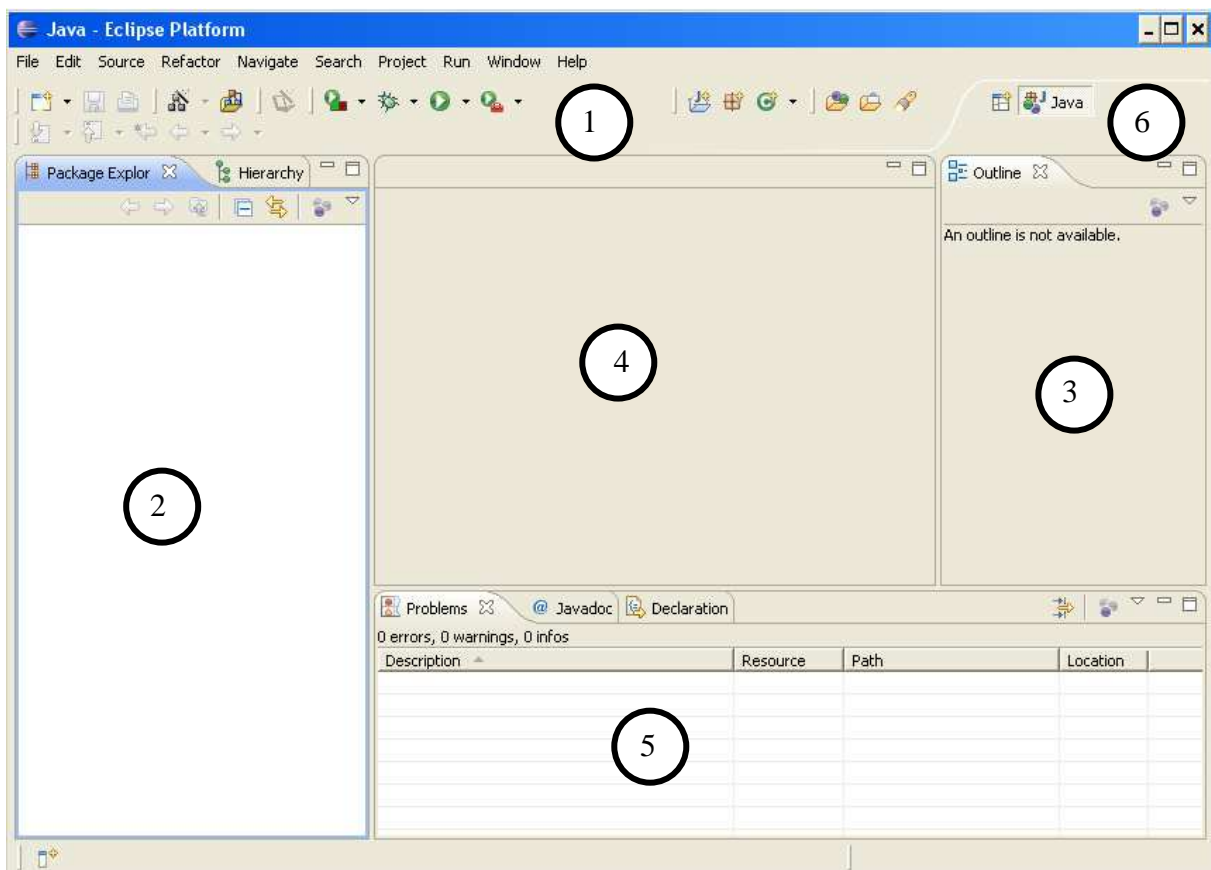 Java - Eclipse Platform
File Edit Source Refactor Navigate Search Project Run Window Help
1
Java
6
Package Explor
Hierarchy
Outline
An outline is not available.
4
3
2
Problems
@ Javadoc
Declaration
0 errors, 0 warnings, 0 infos
Description Resource Path Location
5